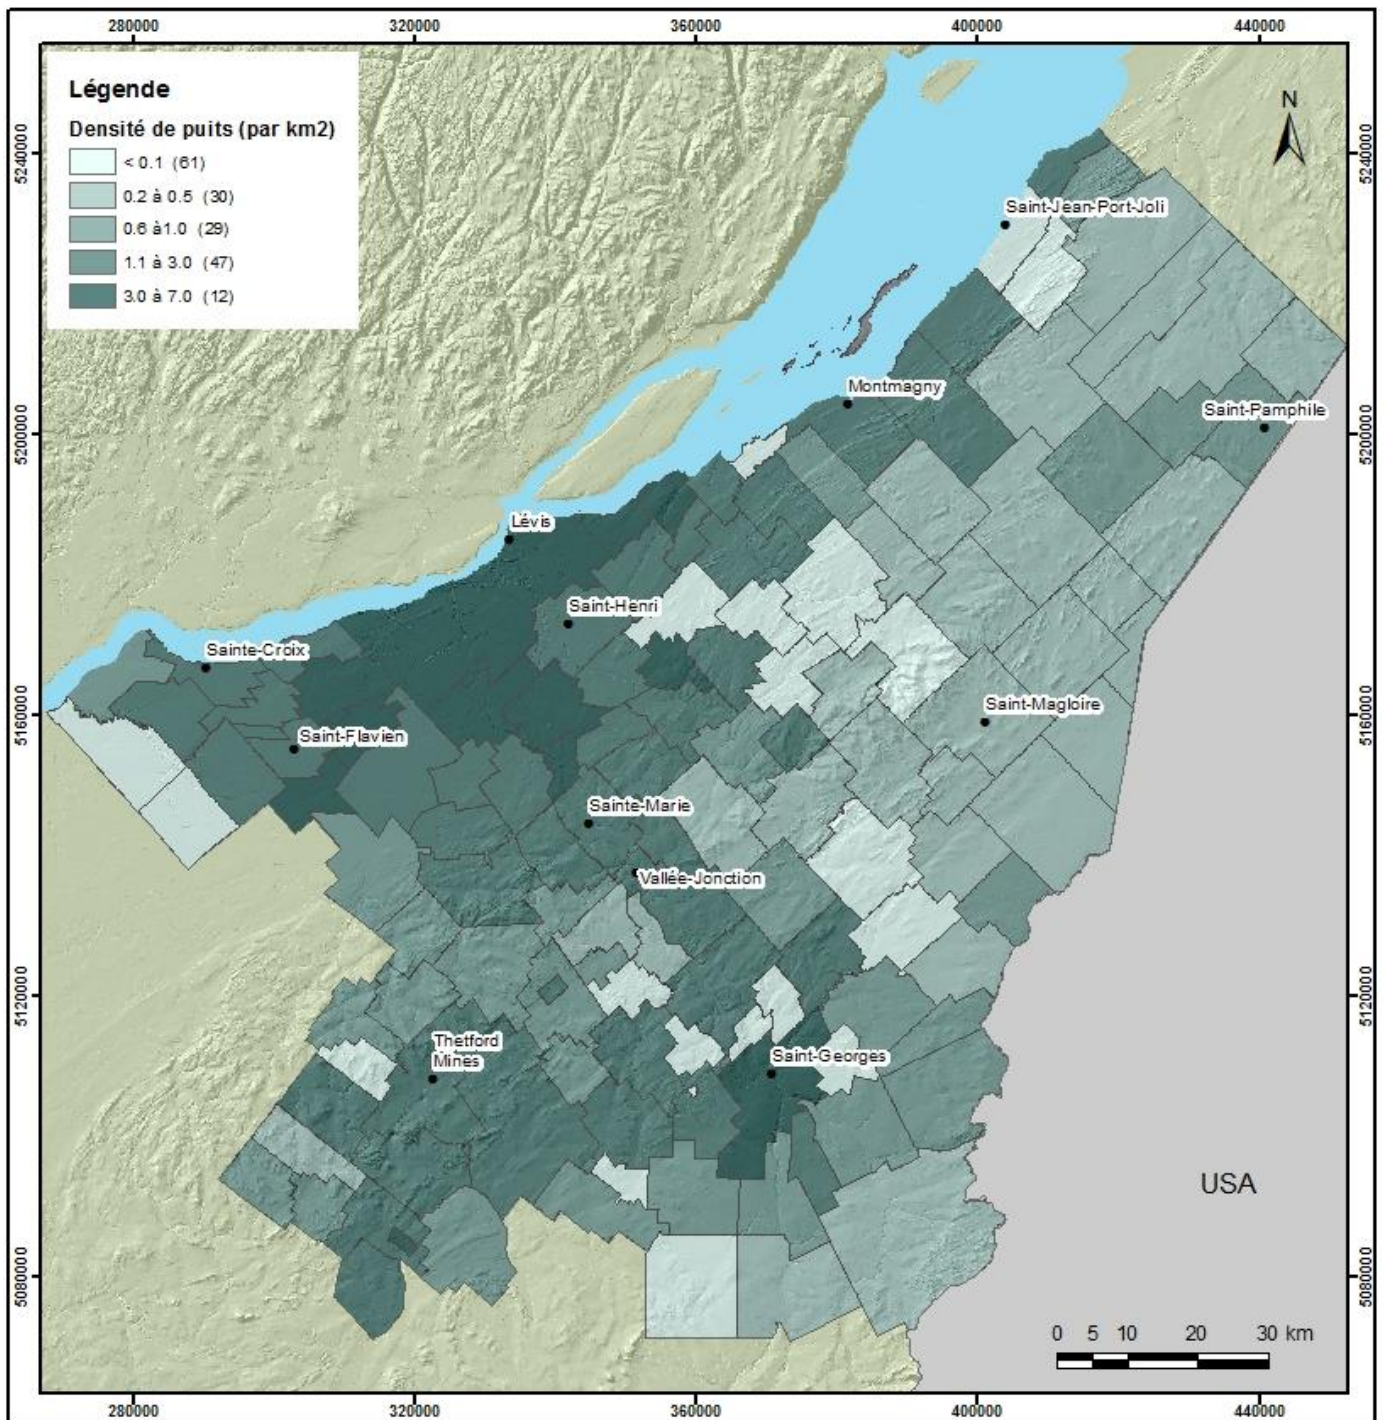 280000
320000
360000
400000
440000
Légende
Densité de puits (par km2)
< 0.1 (61)
0.2 à 0.5 (30)
0.6 à1.0 (29)
1.1 à 3.0 (47)
3.0 à 7.0 (12)
N
5240000
5240000
Saint-Jean-Port-Joli
Montmagny
Saint-Pamphile
5200000
5200000
Lévis
Saint-Henri
Sainte-Croix
Saint-Magloire
5160000
5160000
Saint-Flavien
Sainte-Marie
Vallée-Jonction
5120000
5120000
Thetford
Mines
Saint-Georges
USA
5080000
5080000
0 5 10 20 30 km
280000
320000
360000
400000
440000